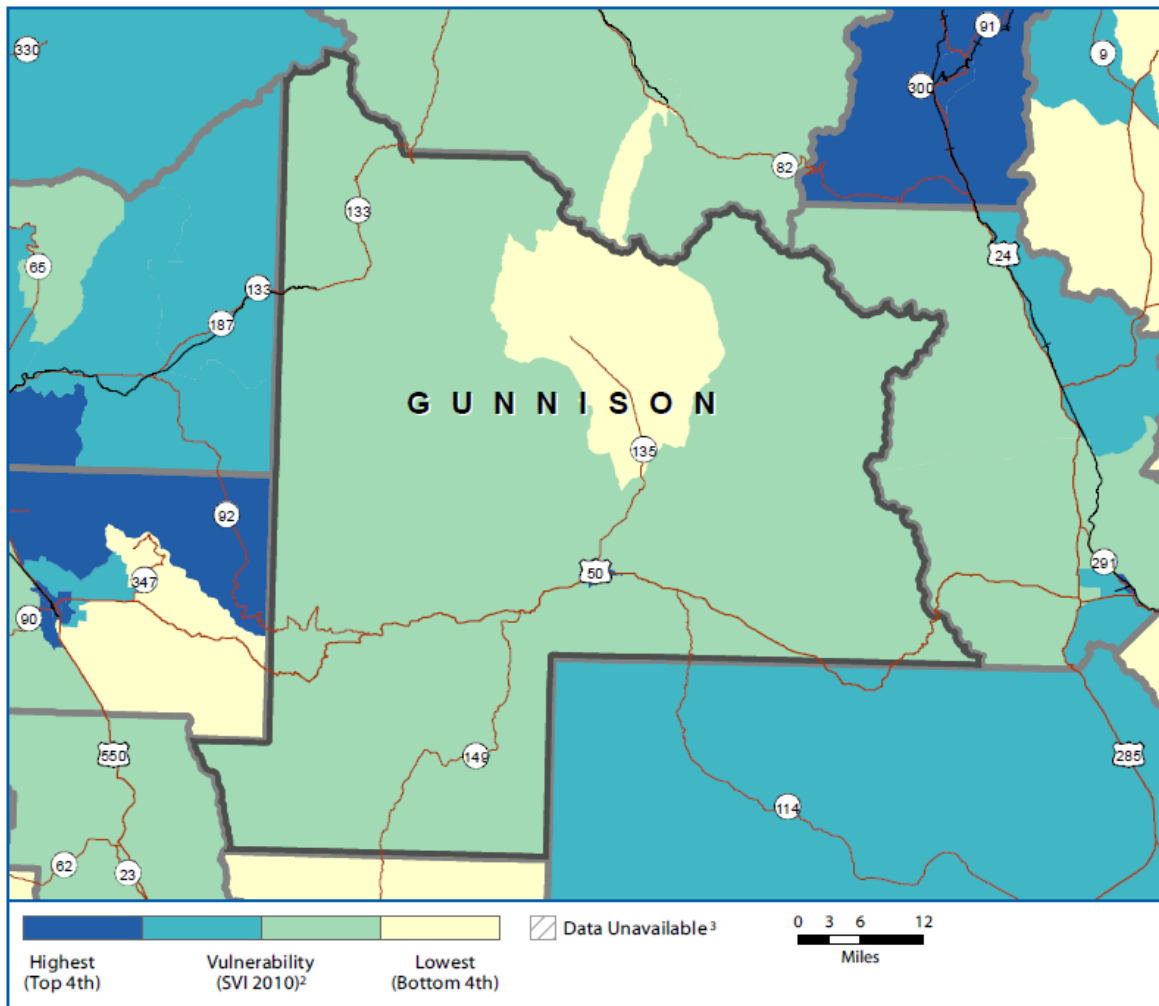 330
91
9
300
82
133
65
24
133
187
GUNNISON
135
92
50
291
347
90
550
149
285
114
62
23
0 3 6 12
Miles
Data Unavailable3
Highest
(Top 4th)
Vulnerability
(SVI 2010)2
Lowest
(Bottom 4th)